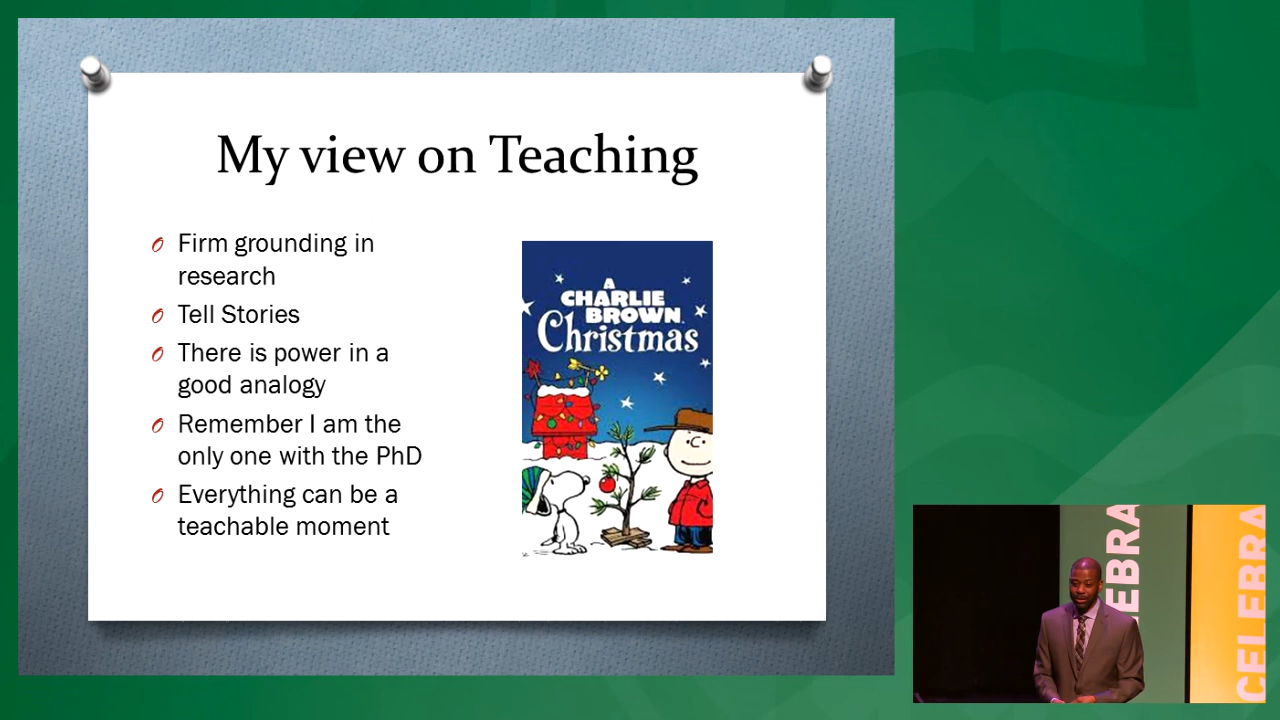 My view on Teaching
Firm grounding in
research
Tell Stories
There is power in a
good analogy
Remember I am the
only one with the PhD
Everything can be a
teachable moment
A
CHARLIE
BROWN
Christmas
EBRA
CELEBRA